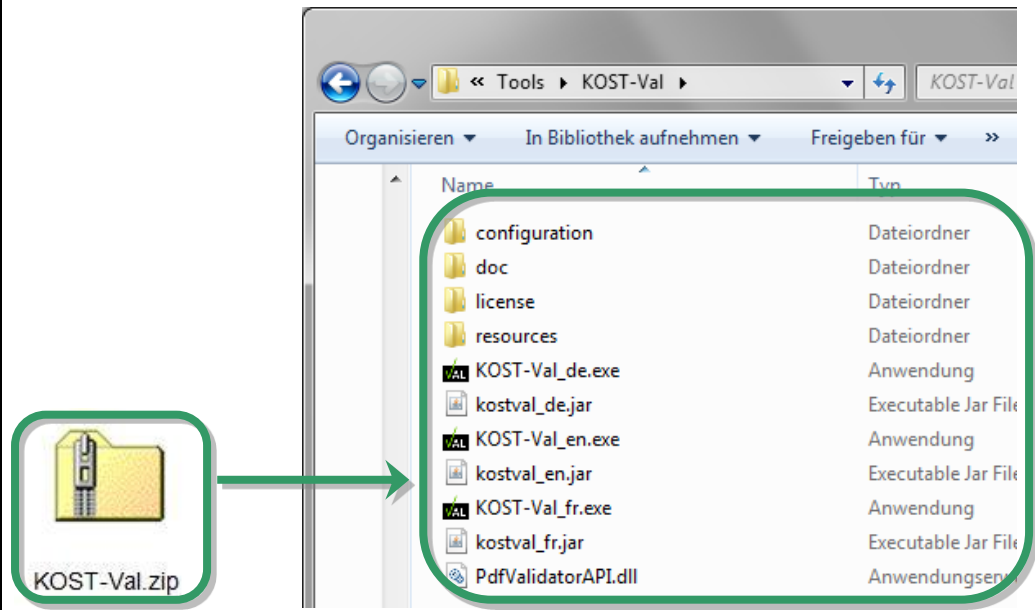 « Tools ▸ KOST-Val ▸
KOST-Val
Organisieren In Bibliothek aufnehmen Freigeben für »
Name Typ
configuration Dateiordner
doc Dateiordner
license Dateiordner
resources Dateiordner
KOST-Val_de.exe Anwendung
kostval_de.jar Executable Jar File
KOST-Val_en.exe Anwendung
kostval_en.jar Executable Jar File
KOST-Val_fr.exe Anwendung
kostval_fr.jar Executable Jar File
PdfValidatorAPI.dll
KOST-Val.zip